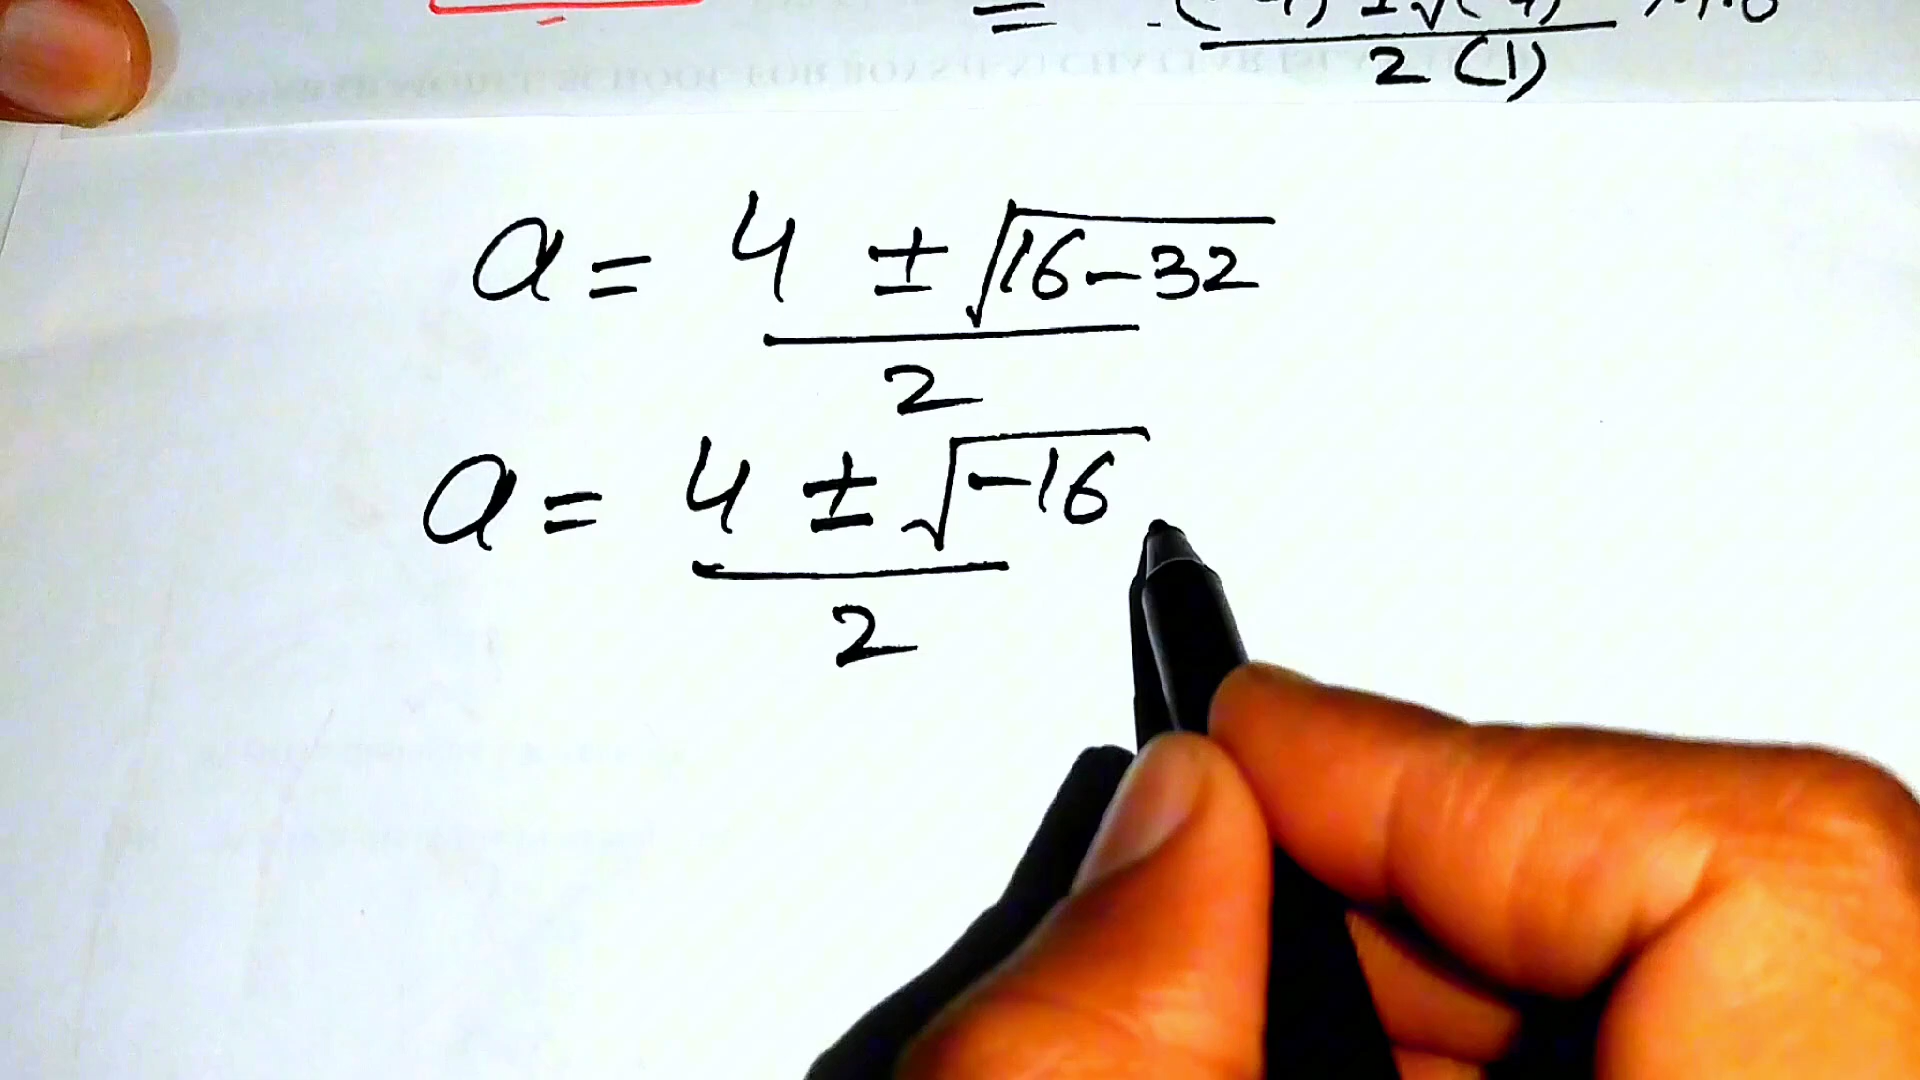 = 
2 (1)
a = 4 ± √16-32
2
a = 4 ± √-16
2